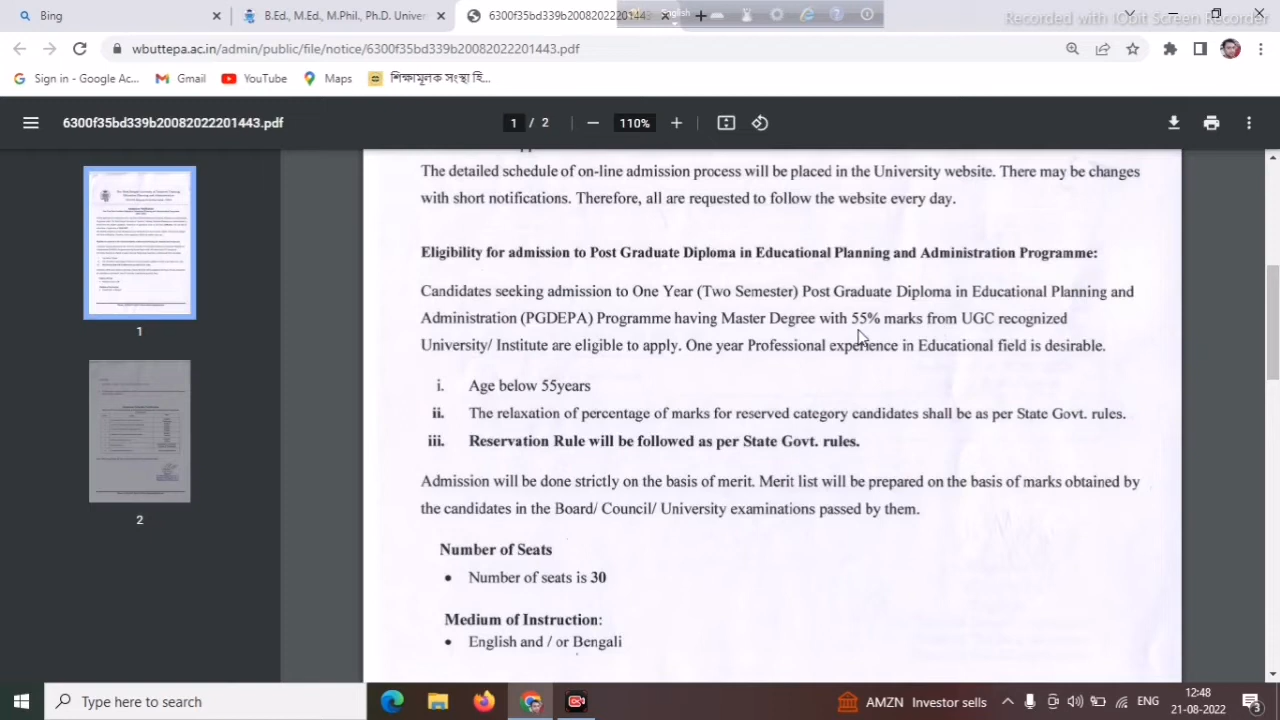 Bing
B.Ed, M.Ed, M.Phil, Ph.D. Univer
6300f35bd339b2008202220144
English
Recorded with IObit Screen Recorder
wbuttepa.ac.in/admin/public/file/notice/6300f35bd339b20082022201443.pdf
Sign in - Google Ac...
Gmail
YouTube
Maps
শিক্ষামূলক সংস্থা হি...
6300f35bd339b20082022201443.pdf
1 / 2
110%
The detailed schedule of on-line admission process will be placed in the University website. There may be changes
with short notifications. Therefore, all are requested to follow the website every day.
Eligibility for admission to Post Graduate Diploma in Educational Planning and Administration Programme:
Candidates seeking admission to One Year (Two Semester) Post Graduate Diploma in Educational Planning and
Administration (PGDEPA) Programme having Master Degree with 55% marks from UGC recognized
University/ Institute are eligible to apply. One year Professional experience in Educational field is desirable.
i. Age below 55years
ii. The relaxation of percentage of marks for reserved category candidates shall be as per State Govt. rules.
iii. Reservation Rule will be followed as per State Govt. rules.
Admission will be done strictly on the basis of merit. Merit list will be prepared on the basis of marks obtained by
the candidates in the Board/ Council/ University examinations passed by them.
Number of Seats
• Number of seats is 30
Medium of Instruction:
• English and / or Bengali
1
2
Type here to search
AMZN Investor sells
ENG
12:48
21-08-2022
3